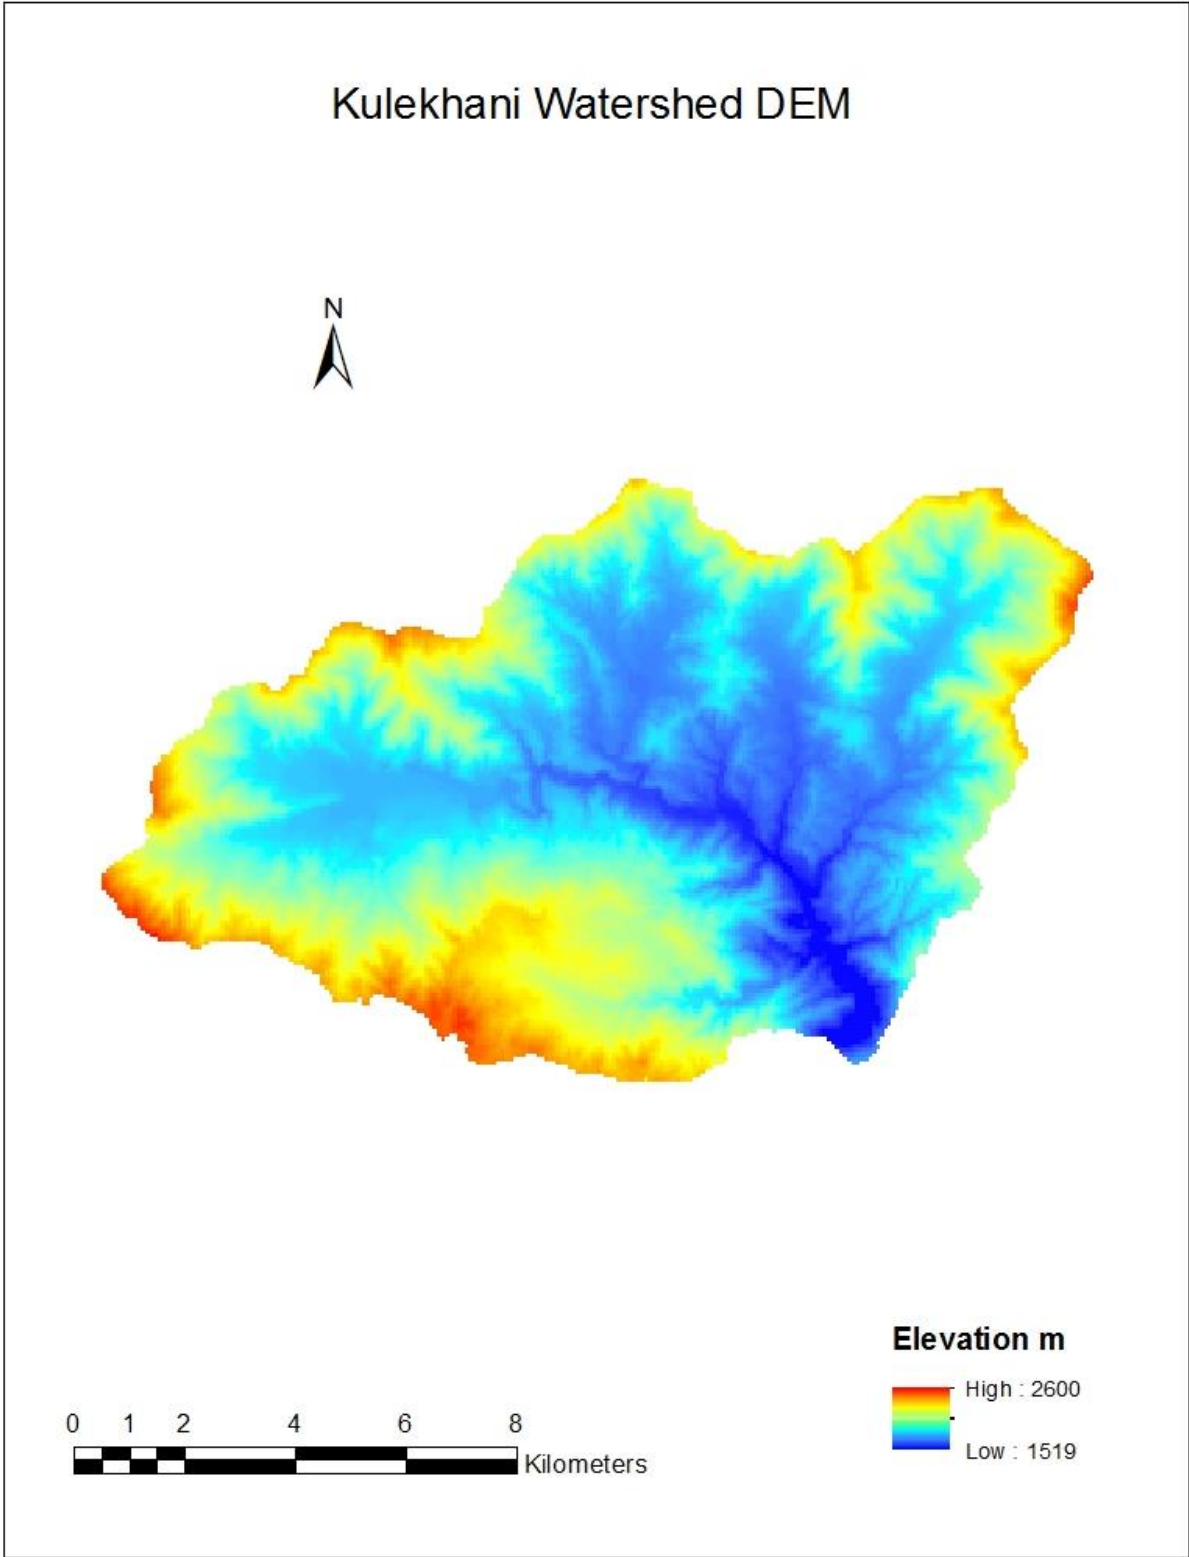 Kulekhani Watershed DEM
N
Elevation m
High : 2600
Low : 1519
0 1 2 4 6 8
Kilometers